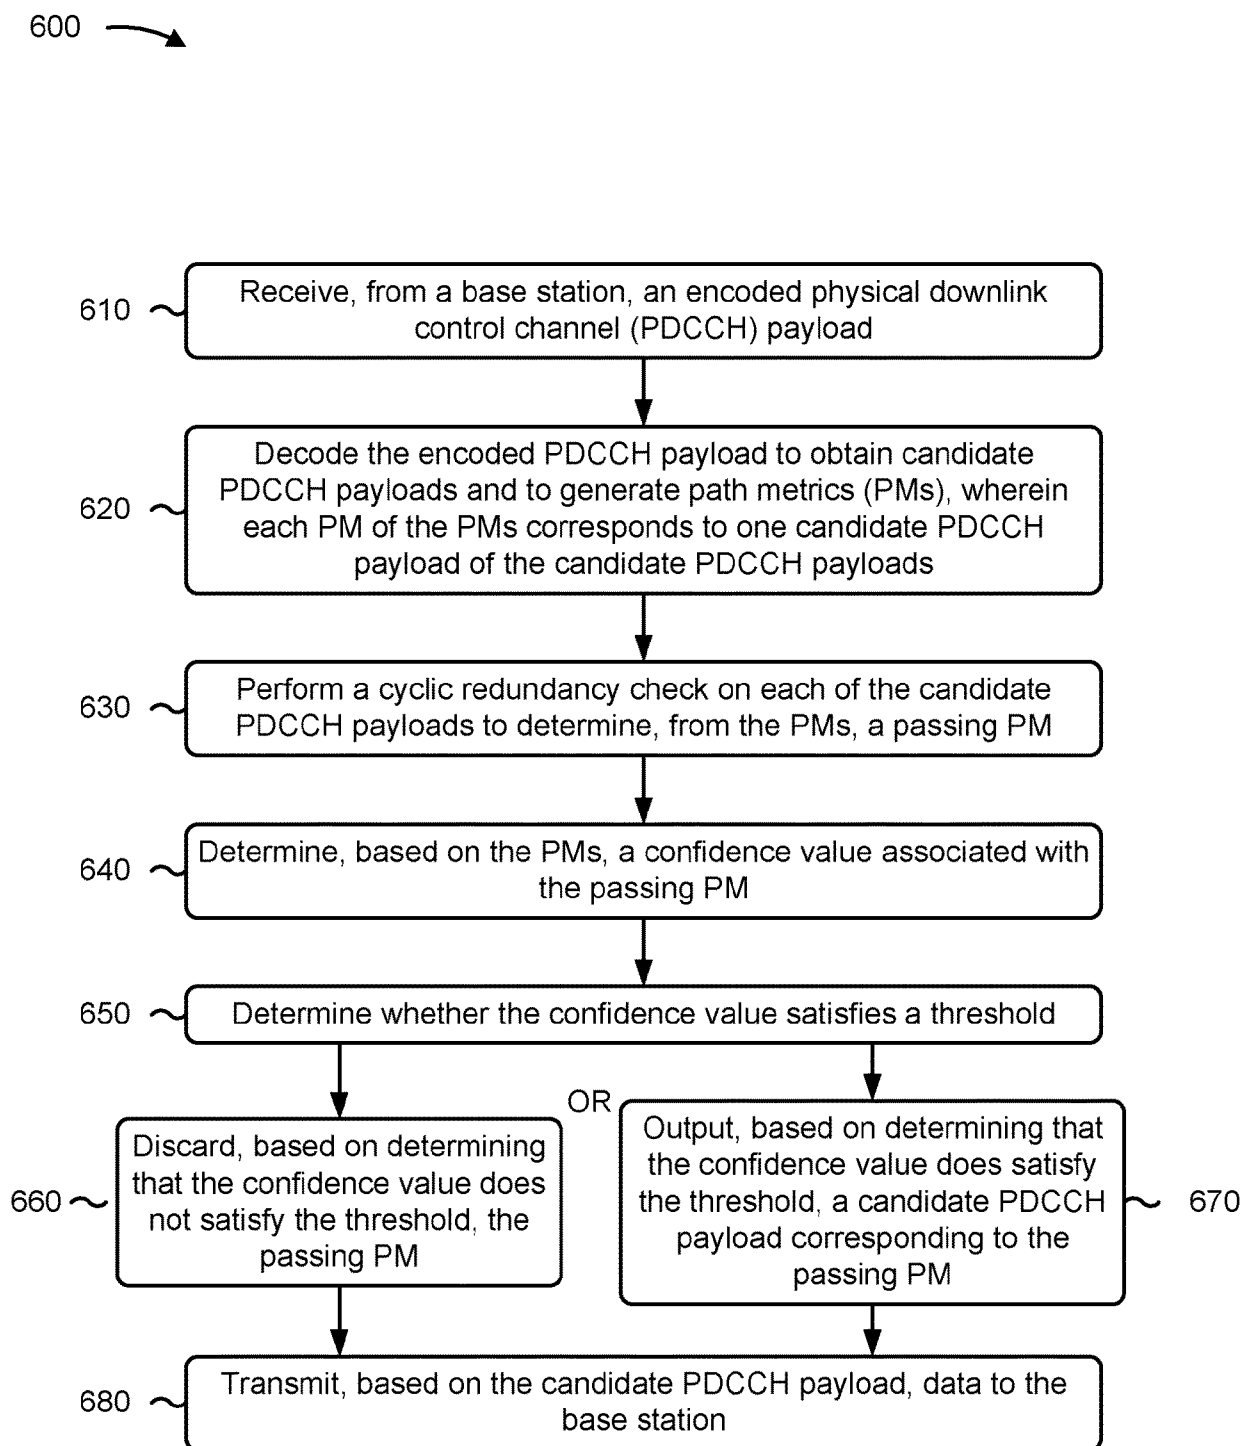 600
610
Receive, from a base station, an encoded physical downlink
control channel (PDCCH) payload
620
Decode the encoded PDCCH payload to obtain candidate
PDCCH payloads and to generate path metrics (PMs), wherein
each PM of the PMs corresponds to one candidate PDCCH
payload of the candidate PDCCH payloads
630
Perform a cyclic redundancy check on each of the candidate
PDCCH payloads to determine, from the PMs, a passing PM
640
Determine, based on the PMs, a confidence value associated with
the passing PM
650
Determine whether the confidence value satisfies a threshold
660
Discard, based on determining
that the confidence value does
not satisfy the threshold, the
passing PM
OR
Output, based on determining that
the confidence value does satisfy
the threshold, a candidate PDCCH
payload corresponding to the
passing PM
670
680
Transmit, based on the candidate PDCCH payload, data to the
base station